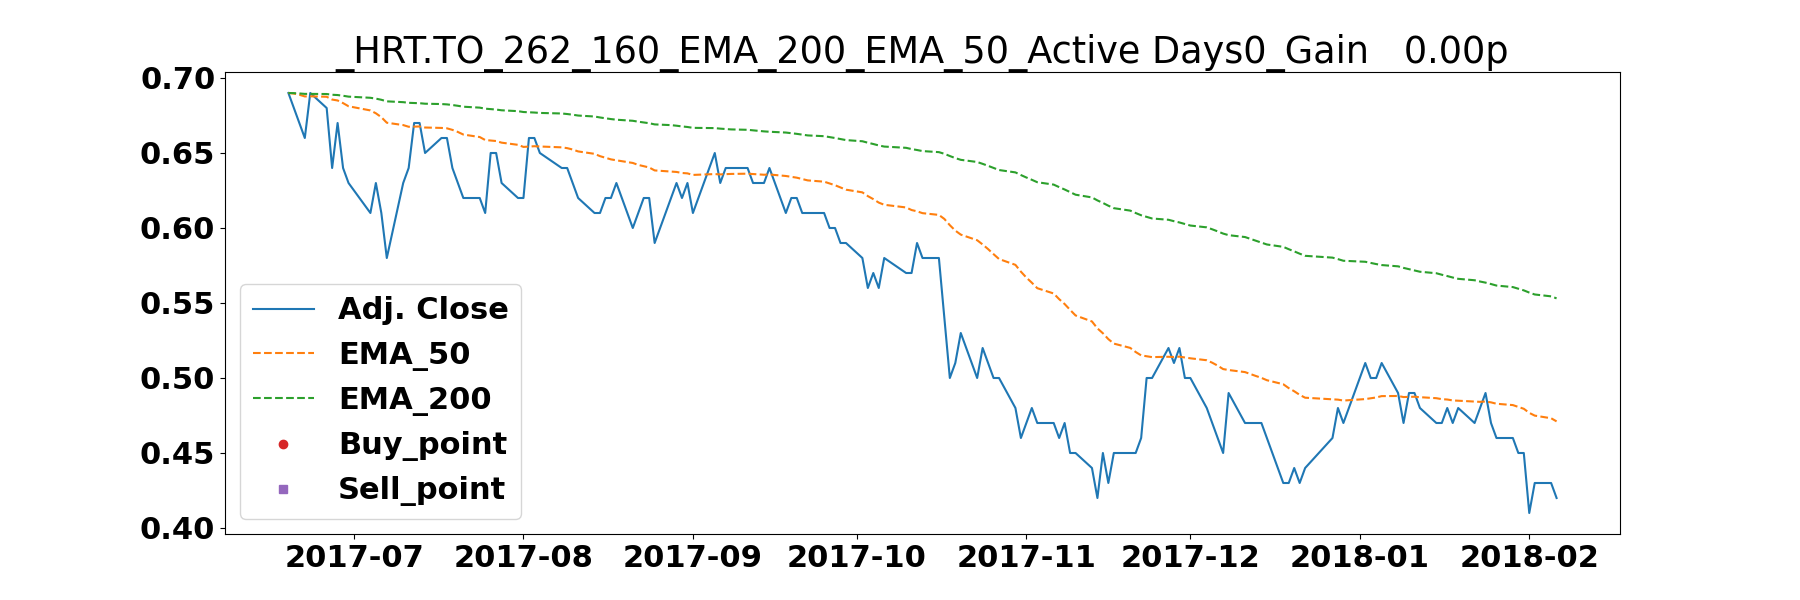 _HRT.TO_262_160_EMA_200_EMA_50_Active Days0_Gain   0.00p
0.70
0.65
0.60
0.55
0.50
0.45
0.40
Adj. Close
EMA_50
EMA_200
Buy_point
Sell_point
2017-07 2017-08 2017-09 2017-10 2017-11 2017-12 2018-01 2018-02